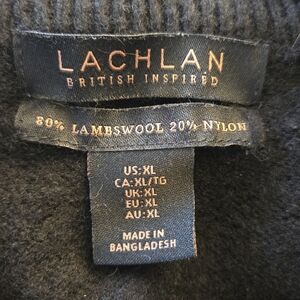 LACHLAN
BRITISH INSPIRED
80% LAMBSWOOL 20% NYLON
US:XL
CA:XL/TG
UK:XL
EU:XL
AU:XL
MADE IN
BANGLADESH